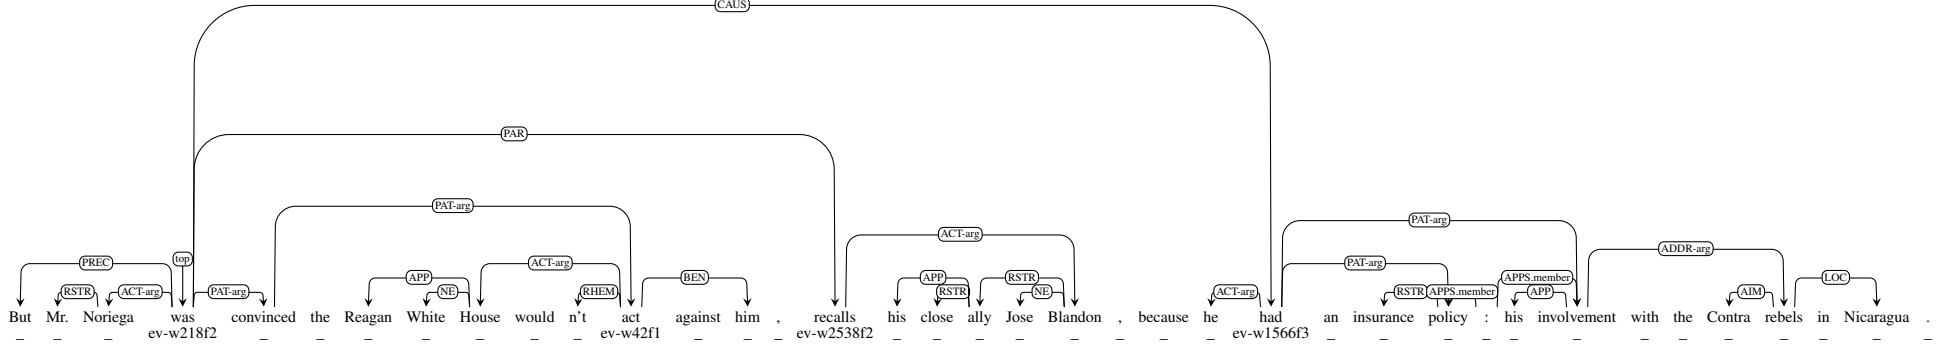 CAUS
PAR
PAT-arg
PAT-arg
ACT-arg
ADDR-arg
PREC
top
ACT-arg
PAT-arg
APP
BEN
APP
RSTR
APPS.member
LOC
RSTR
ACT-arg
PAT-arg
NE
RHEM
RSTR
NE
ACT-arg
RSTR
APPS.member
APP
AIM
But Mr. Noriega was convinced the Reagan White House would n't act against him , recalls his close ally Jose Blandon , because he had an insurance policy : his involvement with the Contra rebels in Nicaragua .
_ _ _ ev-w218f2 _ _ _ _ _ _ _ ev-w42f1 _ _ _ ev-w2538f2 _ _ _ _ _ _ _ _ ev-w1566f3 _ _ _ _ _ _ _ _ _ _ _ _ _